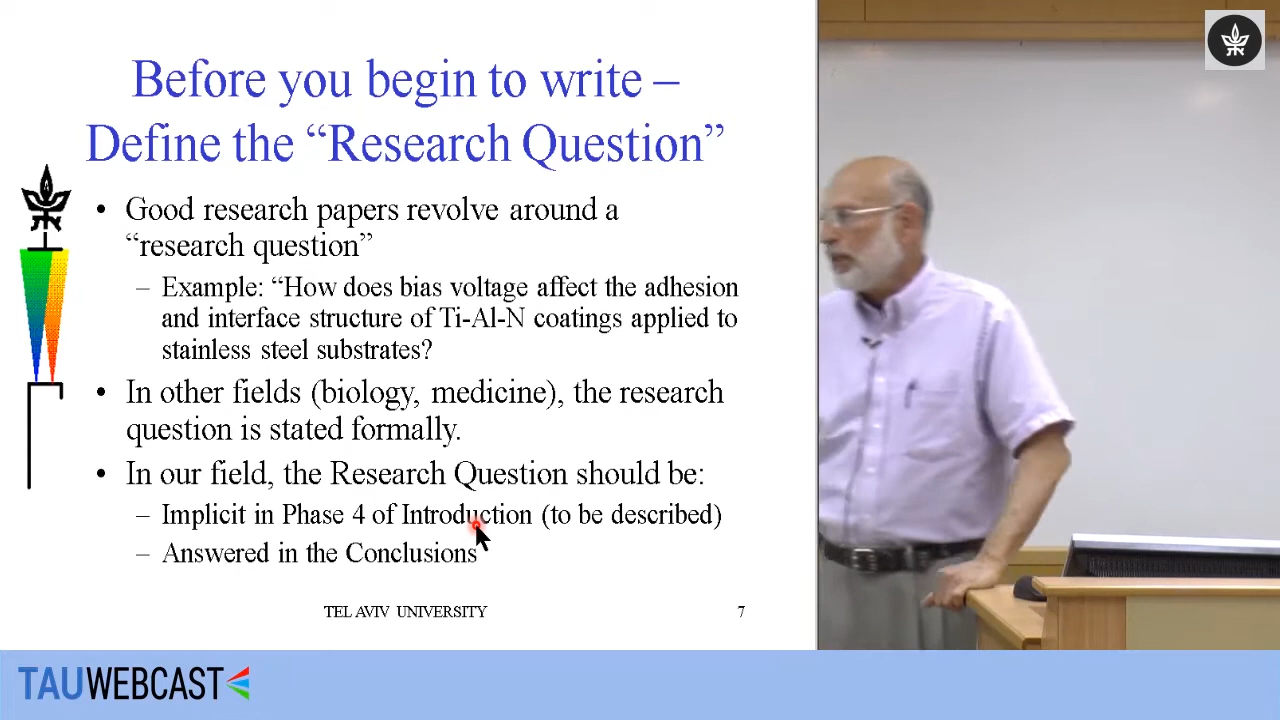 Before you begin to write –
Define the “Research Question”
• Good research papers revolve around a
“research question”
– Example: “How does bias voltage affect the adhesion
and interface structure of Ti-Al-N coatings applied to
stainless steel substrates?
• In other fields (biology, medicine), the research
question is stated formally.
• In our field, the Research Question should be:
– Implicit in Phase 4 of Introduction (to be described)
– Answered in the Conclusions
TEL AVIV UNIVERSITY
7
TAUWEBCAST